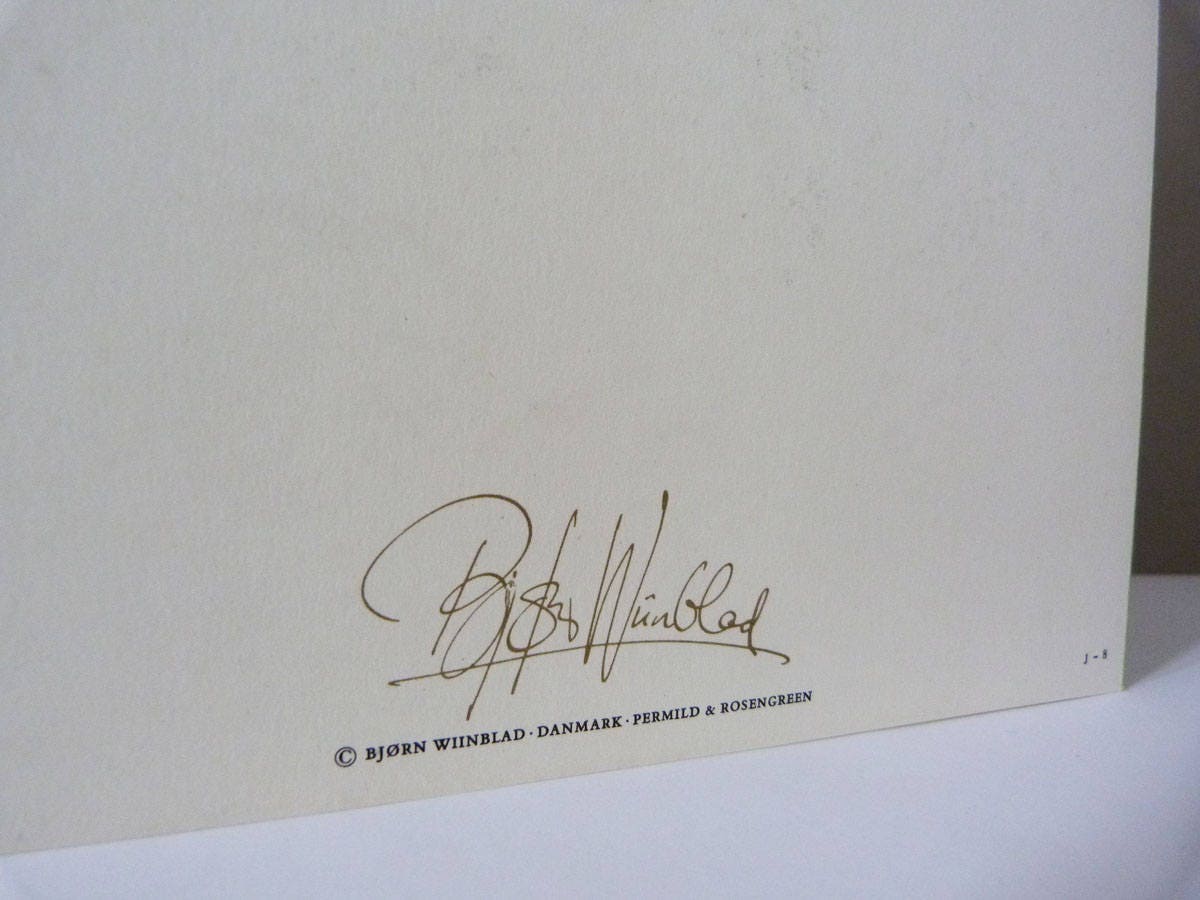 Bjørn Wiinblad
© BJØRN WIINBLAD · DANMARK · PERMILD & ROSENGREEN
J-8